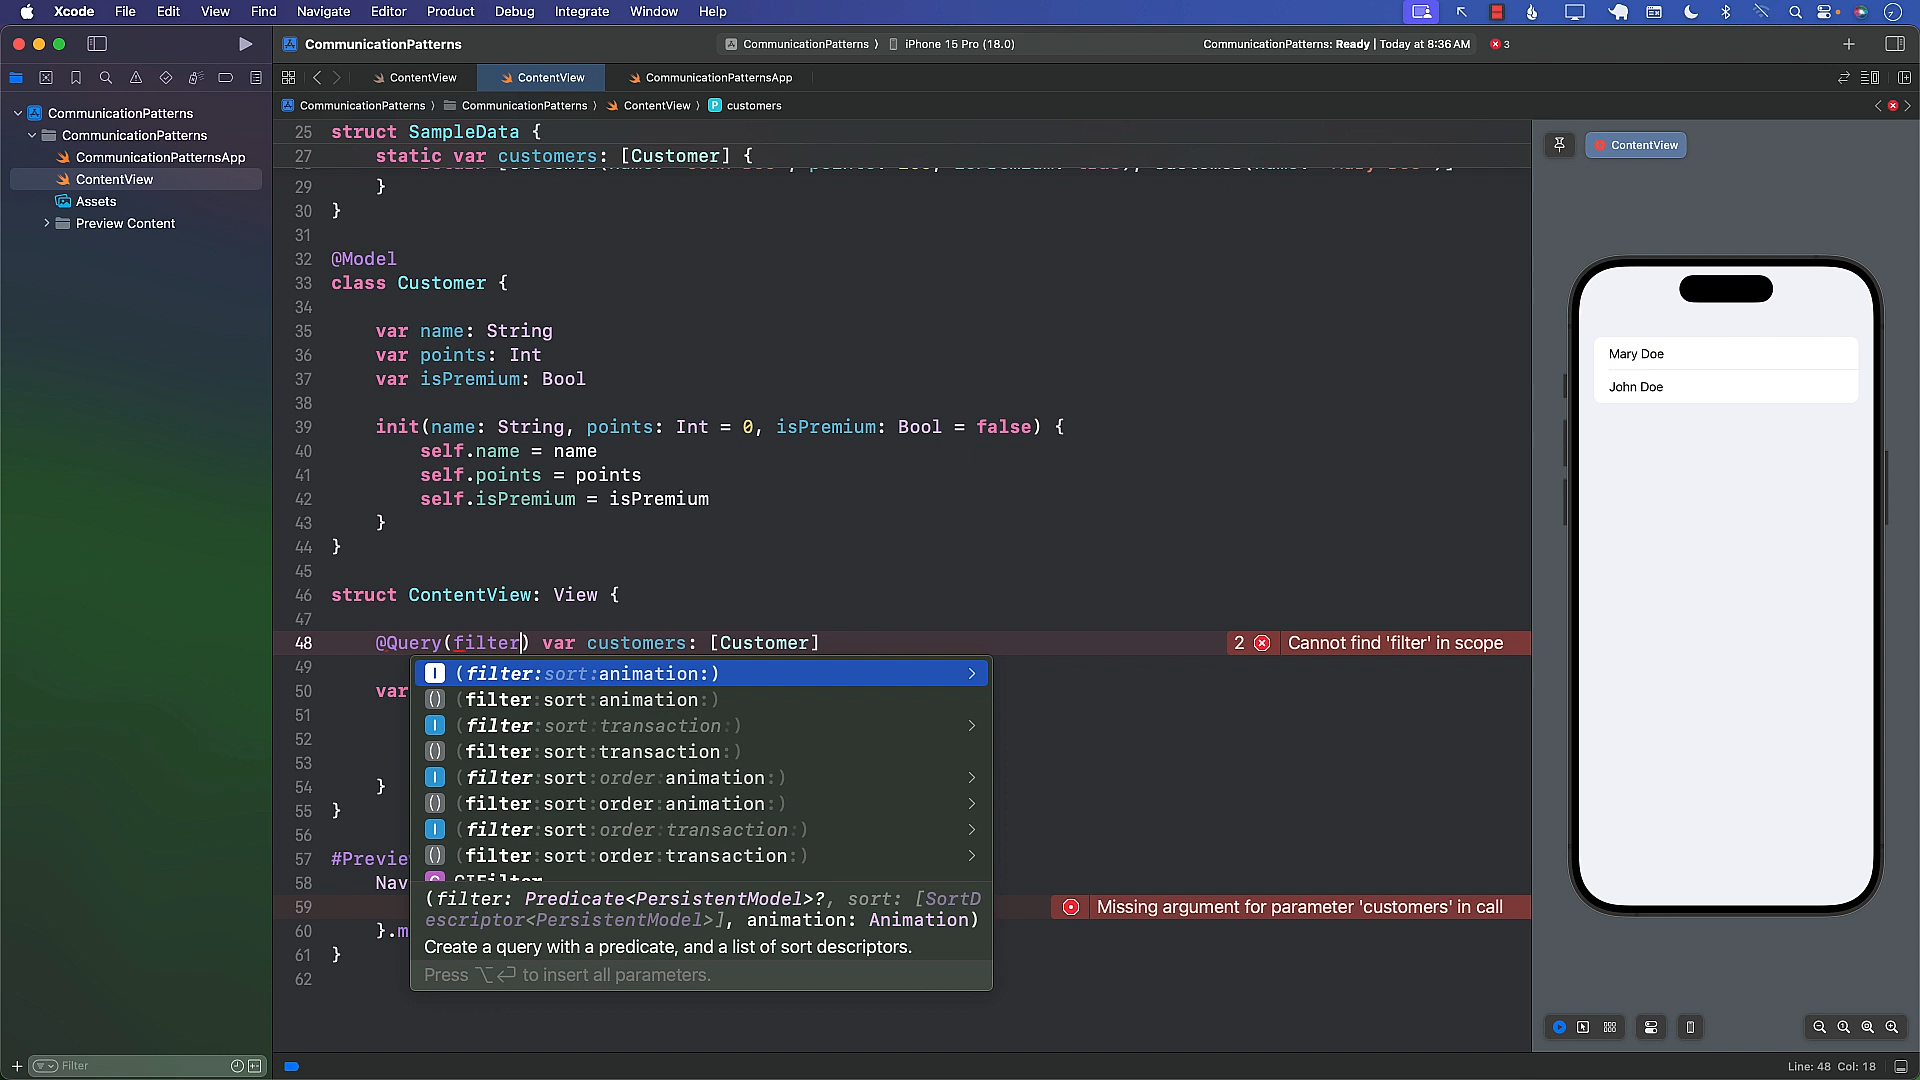 Xcode File Edit View Find Navigate Editor Product Debug Integrate Window Help
CommunicationPatterns
CommunicationPatterns 〉 iPhone 15 Pro (18.0)
CommunicationPatterns: Ready | Today at 8:36 AM
3
ContentView
ContentView
CommunicationPatternsApp
CommunicationPatterns 〉 CommunicationPatterns 〉 ContentView 〉 P customers
CommunicationPatterns
CommunicationPatterns
CommunicationPatternsApp
ContentView
Assets
Preview Content
25 struct SampleData {
27 static var customers: [Customer] {
29 }
30 }
31
32 @Model
33 class Customer {
34
35 var name: String
36 var points: Int
37 var isPremium: Bool
38
39 init(name: String, points: Int = 0, isPremium: Bool = false) {
40 self.name = name
41 self.points = points
42 self.isPremium = isPremium
43 }
44 }
45
46 struct ContentView: View {
47
48 @Query(filter) var customers: [Customer]
2 Cannot find 'filter' in scope
49
50 var
51
52
53
54 }
55 }
56
57 #Previe
58 Nav
59
Missing argument for parameter 'customers' in call
60 }.m
61 }
62
I (filter:sort:animation:)
() (filter:sort:animation:)
I (filter:sort:transaction:)
() (filter:sort:transaction:)
I (filter:sort:order:animation:)
() (filter:sort:order:animation:)
I (filter:sort:order:transaction:)
() (filter:sort:order:transaction:)
(filter: Predicate<PersistentModel>?, sort: [SortD
escriptor<PersistentModel>], animation: Animation)
Create a query with a predicate, and a list of sort descriptors.
Press ⌥⏎ to insert all parameters.
ContentView
Mary Doe
John Doe
Filter
Line: 48 Col: 18